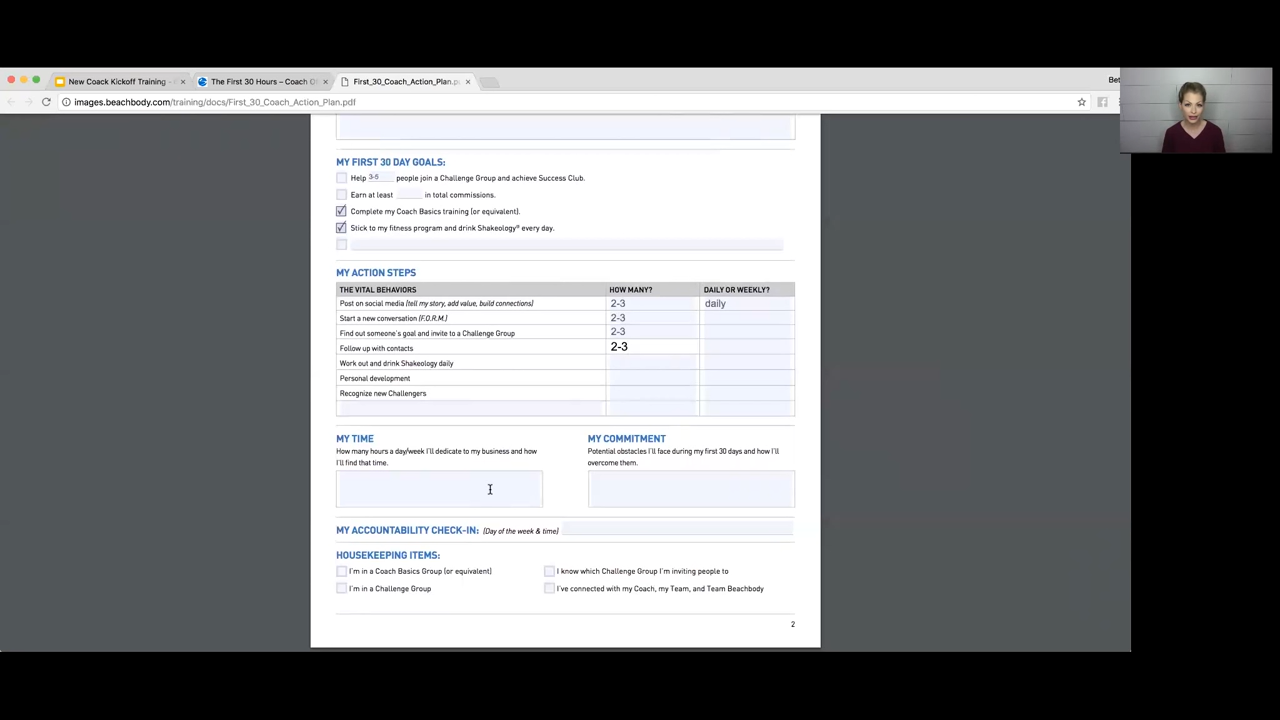 New Coack Kickoff Training -
The First 30 Hours – Coach O
First_30_Coach_Action_Plan.p
Bet
images.beachbody.com/training/docs/First_30_Coach_Action_Plan.pdf
MY FIRST 30 DAY GOALS:
Help 3-5 people join a Challenge Group and achieve Success Club.
Earn at least in total commissions.
Complete my Coach Basics training (or equivalent).
Stick to my fitness program and drink Shakeology® every day.
MY ACTION STEPS
THE VITAL BEHAVIORS HOW MANY? DAILY OR WEEKLY?
Post on social media (tell my story, add value, build connections) 2-3 daily
Start a new conversation (F.O.R.M.) 2-3
Find out someone's goal and invite to a Challenge Group 2-3
Follow up with contacts 2-3
Work out and drink Shakeology daily
Personal development
Recognize new Challengers
MY TIME
How many hours a day/week I'll dedicate to my business and how
I'll find that time.
MY COMMITMENT
Potential obstacles I'll face during my first 30 days and how I'll
overcome them.
MY ACCOUNTABILITY CHECK-IN: (Day of the week & time)
HOUSEKEEPING ITEMS:
I'm in a Coach Basics Group (or equivalent) I know which Challenge Group I'm inviting people to
I'm in a Challenge Group I've connected with my Coach, my Team, and Team Beachbody
2